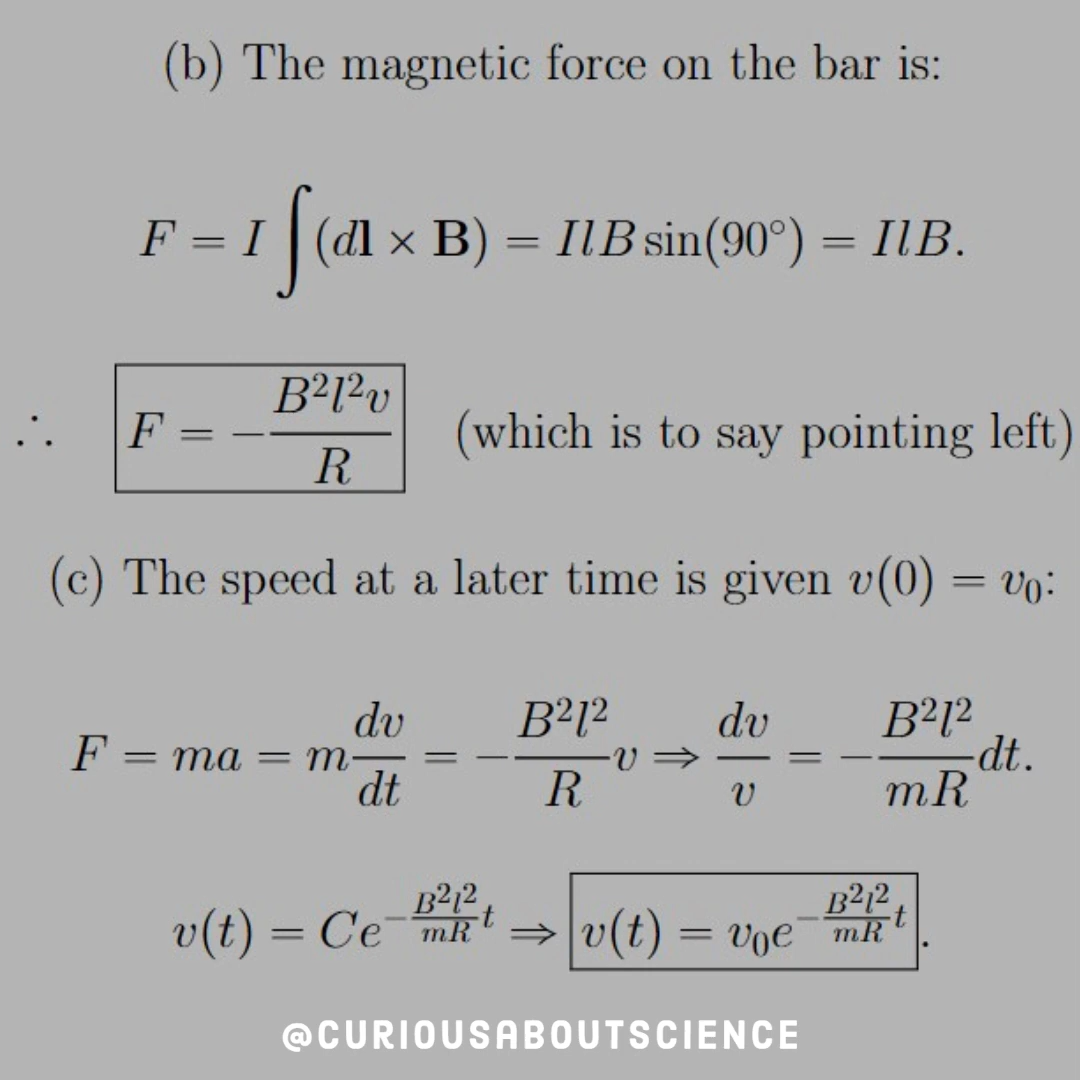 (b) The magnetic force on the bar is:
F = I ∫(dl × B) = IlB sin(90°) = IlB.
∴ F = −B²l²v/R (which is to say pointing left)
(c) The speed at a later time is given v(0) = v₀:
F = ma = m dv/dt = −B²l²/R v ⇒ dv/v = −B²l²/mR dt.
v(t) = Ce^(−B²l²/mR t) ⇒ v(t) = v₀e^(−B²l²/mR t).
@CURIOUSABOUTSCIENCE